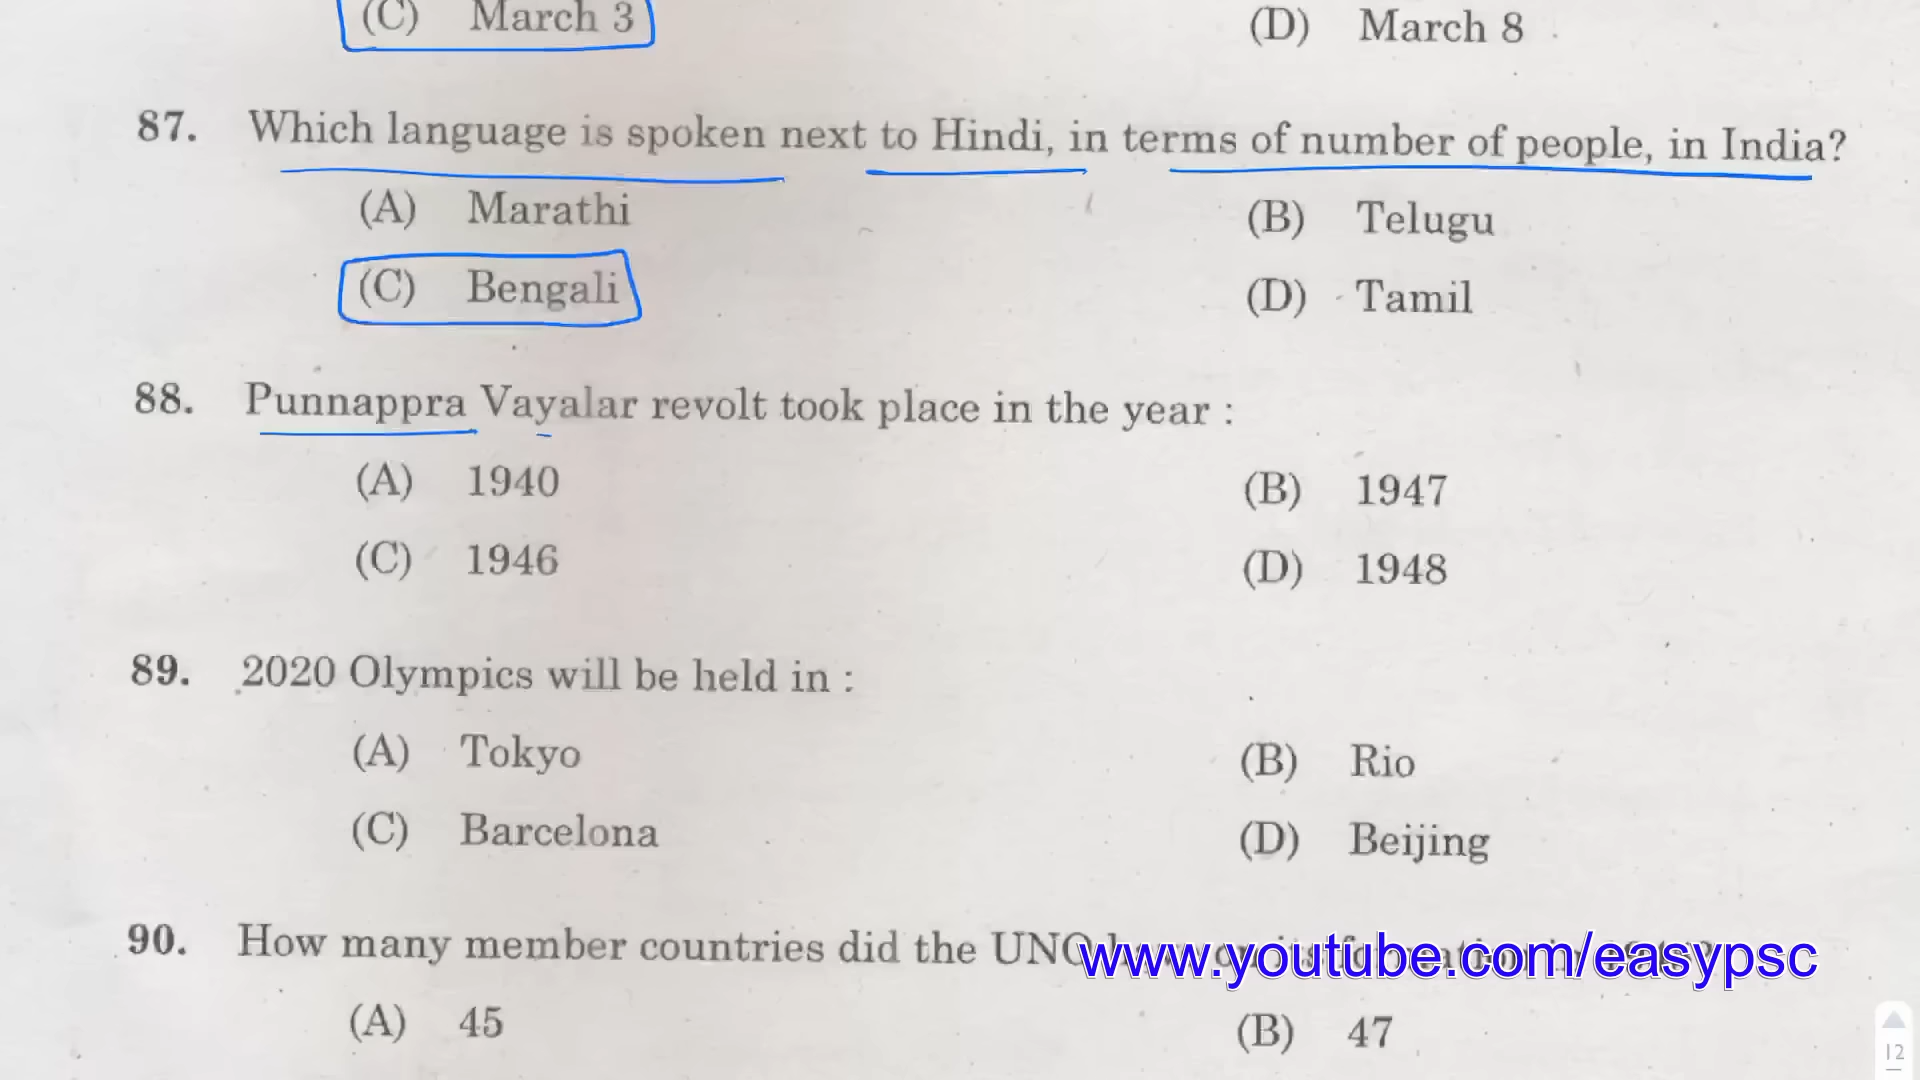 (C) March 3 (D) March 8
87. Which language is spoken next to Hindi, in terms of number of people, in India?
(A) Marathi (B) Telugu
(C) Bengali (D) Tamil
88. Punnappra Vayalar revolt took place in the year :
(A) 1940 (B) 1947
(C) 1946 (D) 1948
89. 2020 Olympics will be held in :
(A) Tokyo (B) Rio
(C) Barcelona (D) Beijing
90. How many member countries did the UNO
www.youtube.com/easypsc
(A) 45 (B) 47
12